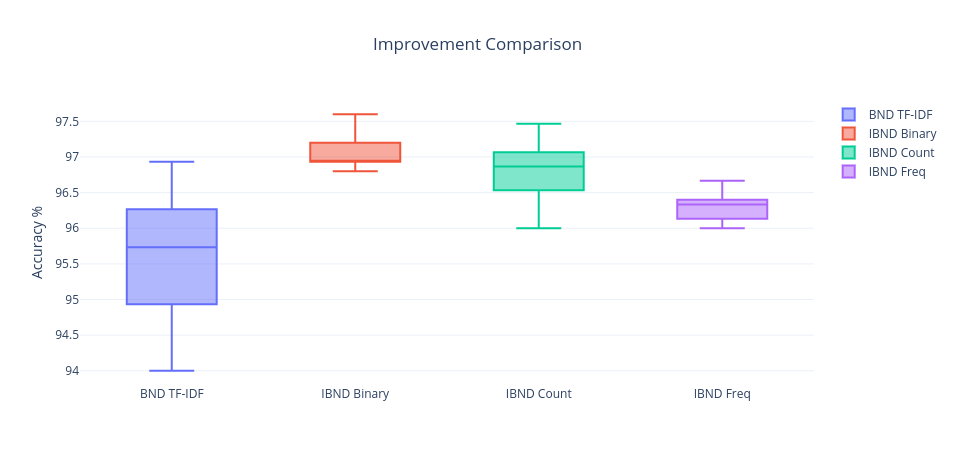 Improvement Comparison
97.5
97
96.5
96
95.5
95
94.5
94
Accuracy %
BND TF-IDF
IBND Binary
IBND Count
IBND Freq
BND TF-IDF
IBND Binary
IBND Count
IBND Freq